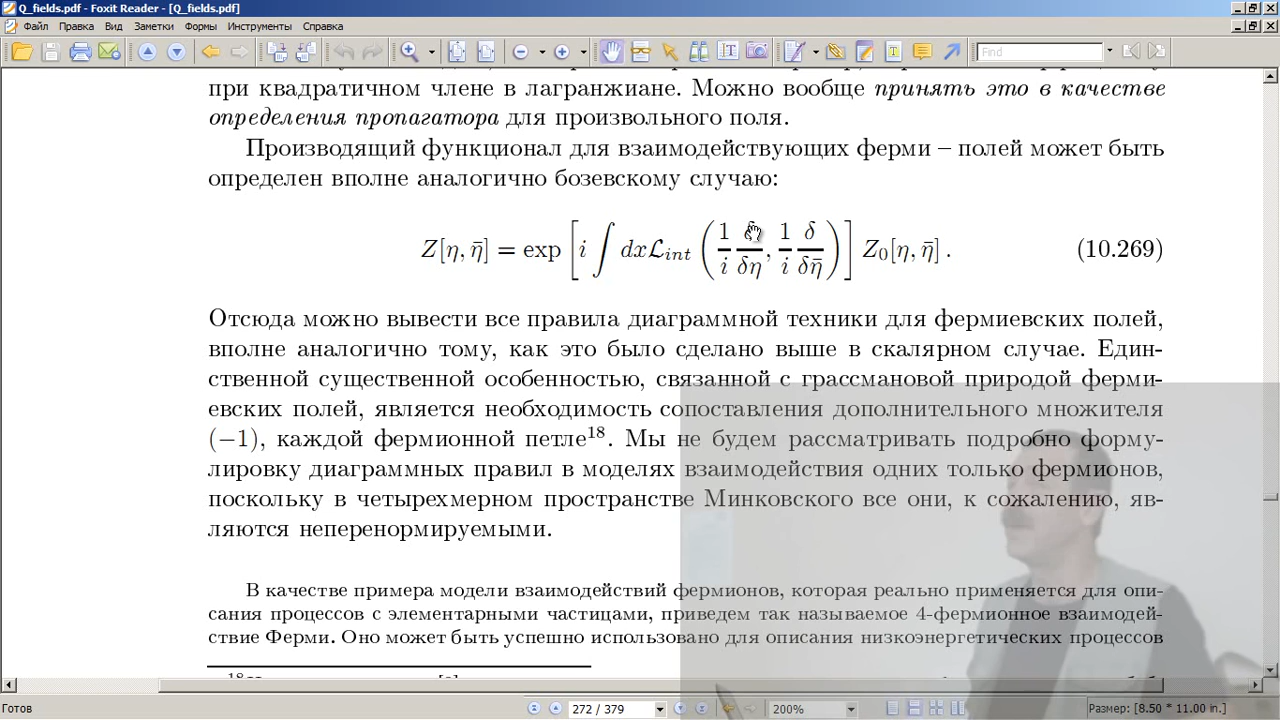 Q_fields.pdf - Foxit Reader - [Q_fields.pdf]
Файл Правка Вид Заметки Формы Инструменты Справка
Find
при квадратичном члене в лагранжиане. Можно вообще принять это в качестве
определения пропагатора для произвольного поля.
Производящий функционал для взаимодействующих ферми – полей может быть
определен вполне аналогично бозевскому случаю:
Z[η, η̄] = exp [ i ∫ dxℒ_int ( 1/i δ/δη, 1/i δ/δη̄ ) ] Z₀[η, η̄] . (10.269)
Отсюда можно вывести все правила диаграммной техники для фермиевских полей,
вполне аналогично тому, как это было сделано выше в скалярном случае. Един-
ственной существенной особенностью, связанной с грассмановой природой ферми-
евских полей, является необходимость сопоставления дополнительного множителя
(−1), каждой фермионной петле¹⁸. Мы не будем рассматривать подробно форму-
лировку диаграммных правил в моделях взаимодействия одних только фермионов,
поскольку в четырехмерном пространстве Минковского все они, к сожалению, яв-
ляются неперенормируемыми.
В качестве примера модели взаимодействий фермионов, которая реально применяется для опи-
сания процессов с элементарными частицами, приведем так называемое 4-фермионное взаимодей-
ствие Ферми. Оно может быть успешно использовано для описания низкоэнергетических процессов
Готов 272 / 379 200% Размер: [8.50 * 11.00 in.]